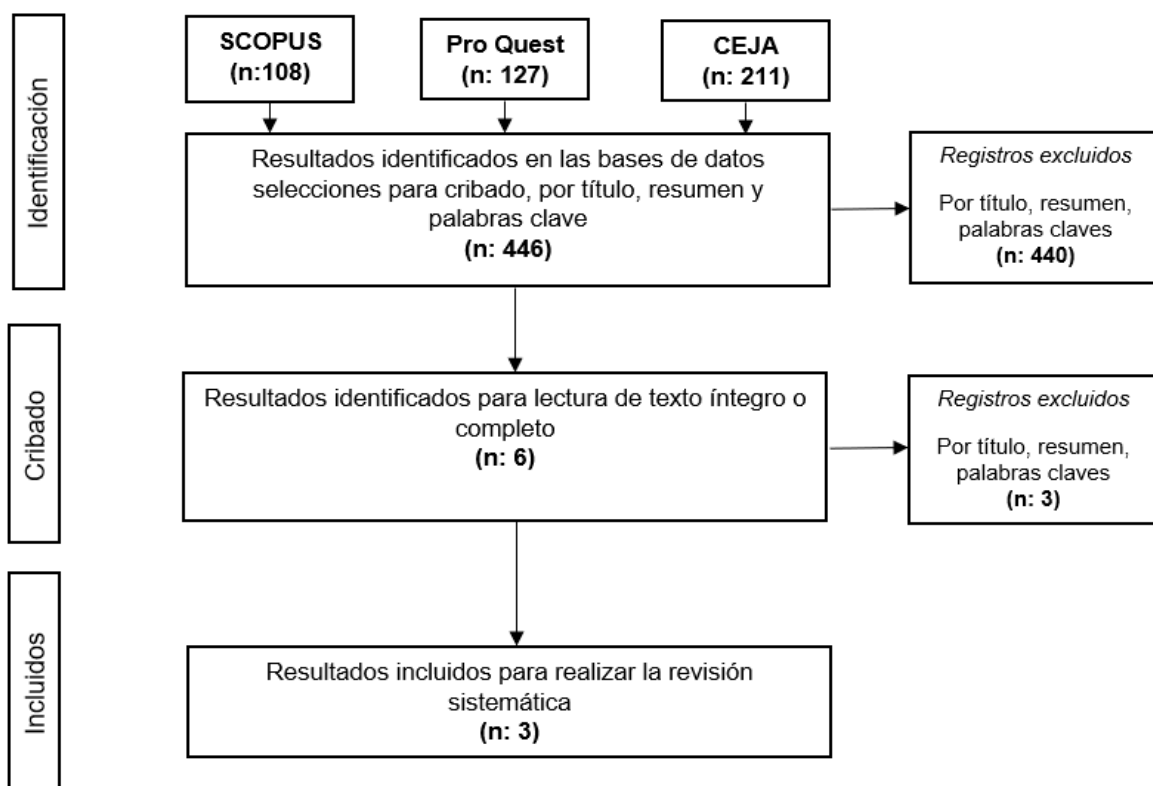 SCOPUS
(n:108)
Pro Quest
(n: 127)
CEJA
(n: 211)
Identificación
Resultados identificados en las bases de datos
selecciones para cribado, por título, resumen y
palabras clave
(n: 446)
Registros excluidos
Por título, resumen,
palabras claves
(n: 440)
Cribado
Resultados identificados para lectura de texto íntegro o
completo
(n: 6)
Registros excluidos
Por título, resumen,
palabras claves
(n: 3)
Incluidos
Resultados incluidos para realizar la revisión
sistemática
(n: 3)